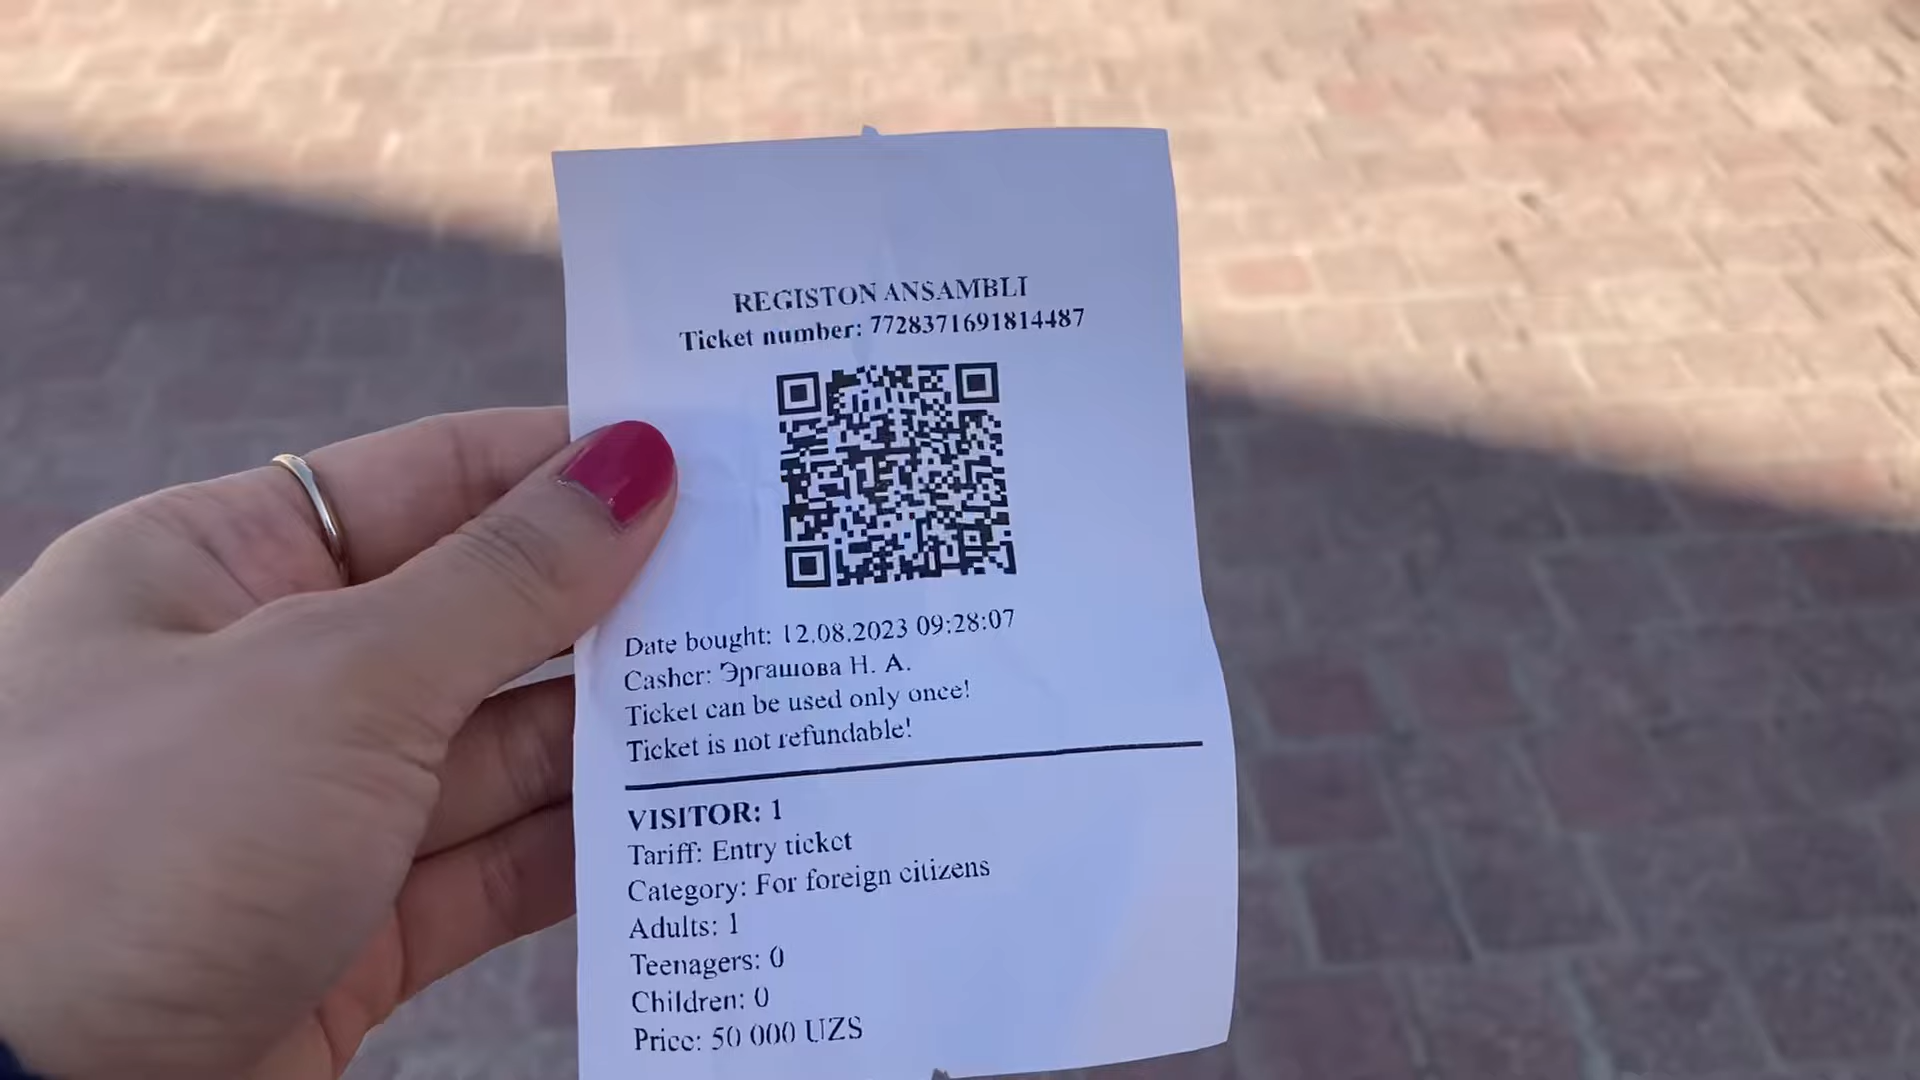 REGISTON ANSAMBLI
Ticket number: 7728371691814487
Date bought: 12.08.2023 09:28:07
Casher: Эргашова Н. А.
Ticket can be used only once!
Ticket is not refundable!
VISITOR: 1
Tariff: Entry ticket
Category: For foreign citizens
Adults: 1
Teenagers: 0
Children: 0
Price: 50 000 UZS